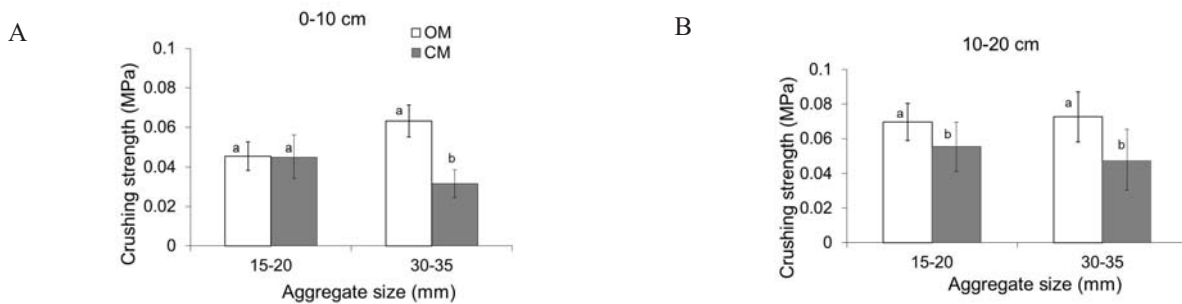 A
0-10 cm
OM
CM
0.1
0.08
0.06
0.04
0.02
0
Crushing strength (MPa)
a
a
a
b
15-20
30-35
Aggregate size (mm)
B
10-20 cm
0.1
0.08
0.06
0.04
0.02
0
Crushing strength (MPa)
a
b
a
b
15-20
30-35
Aggregate size (mm)